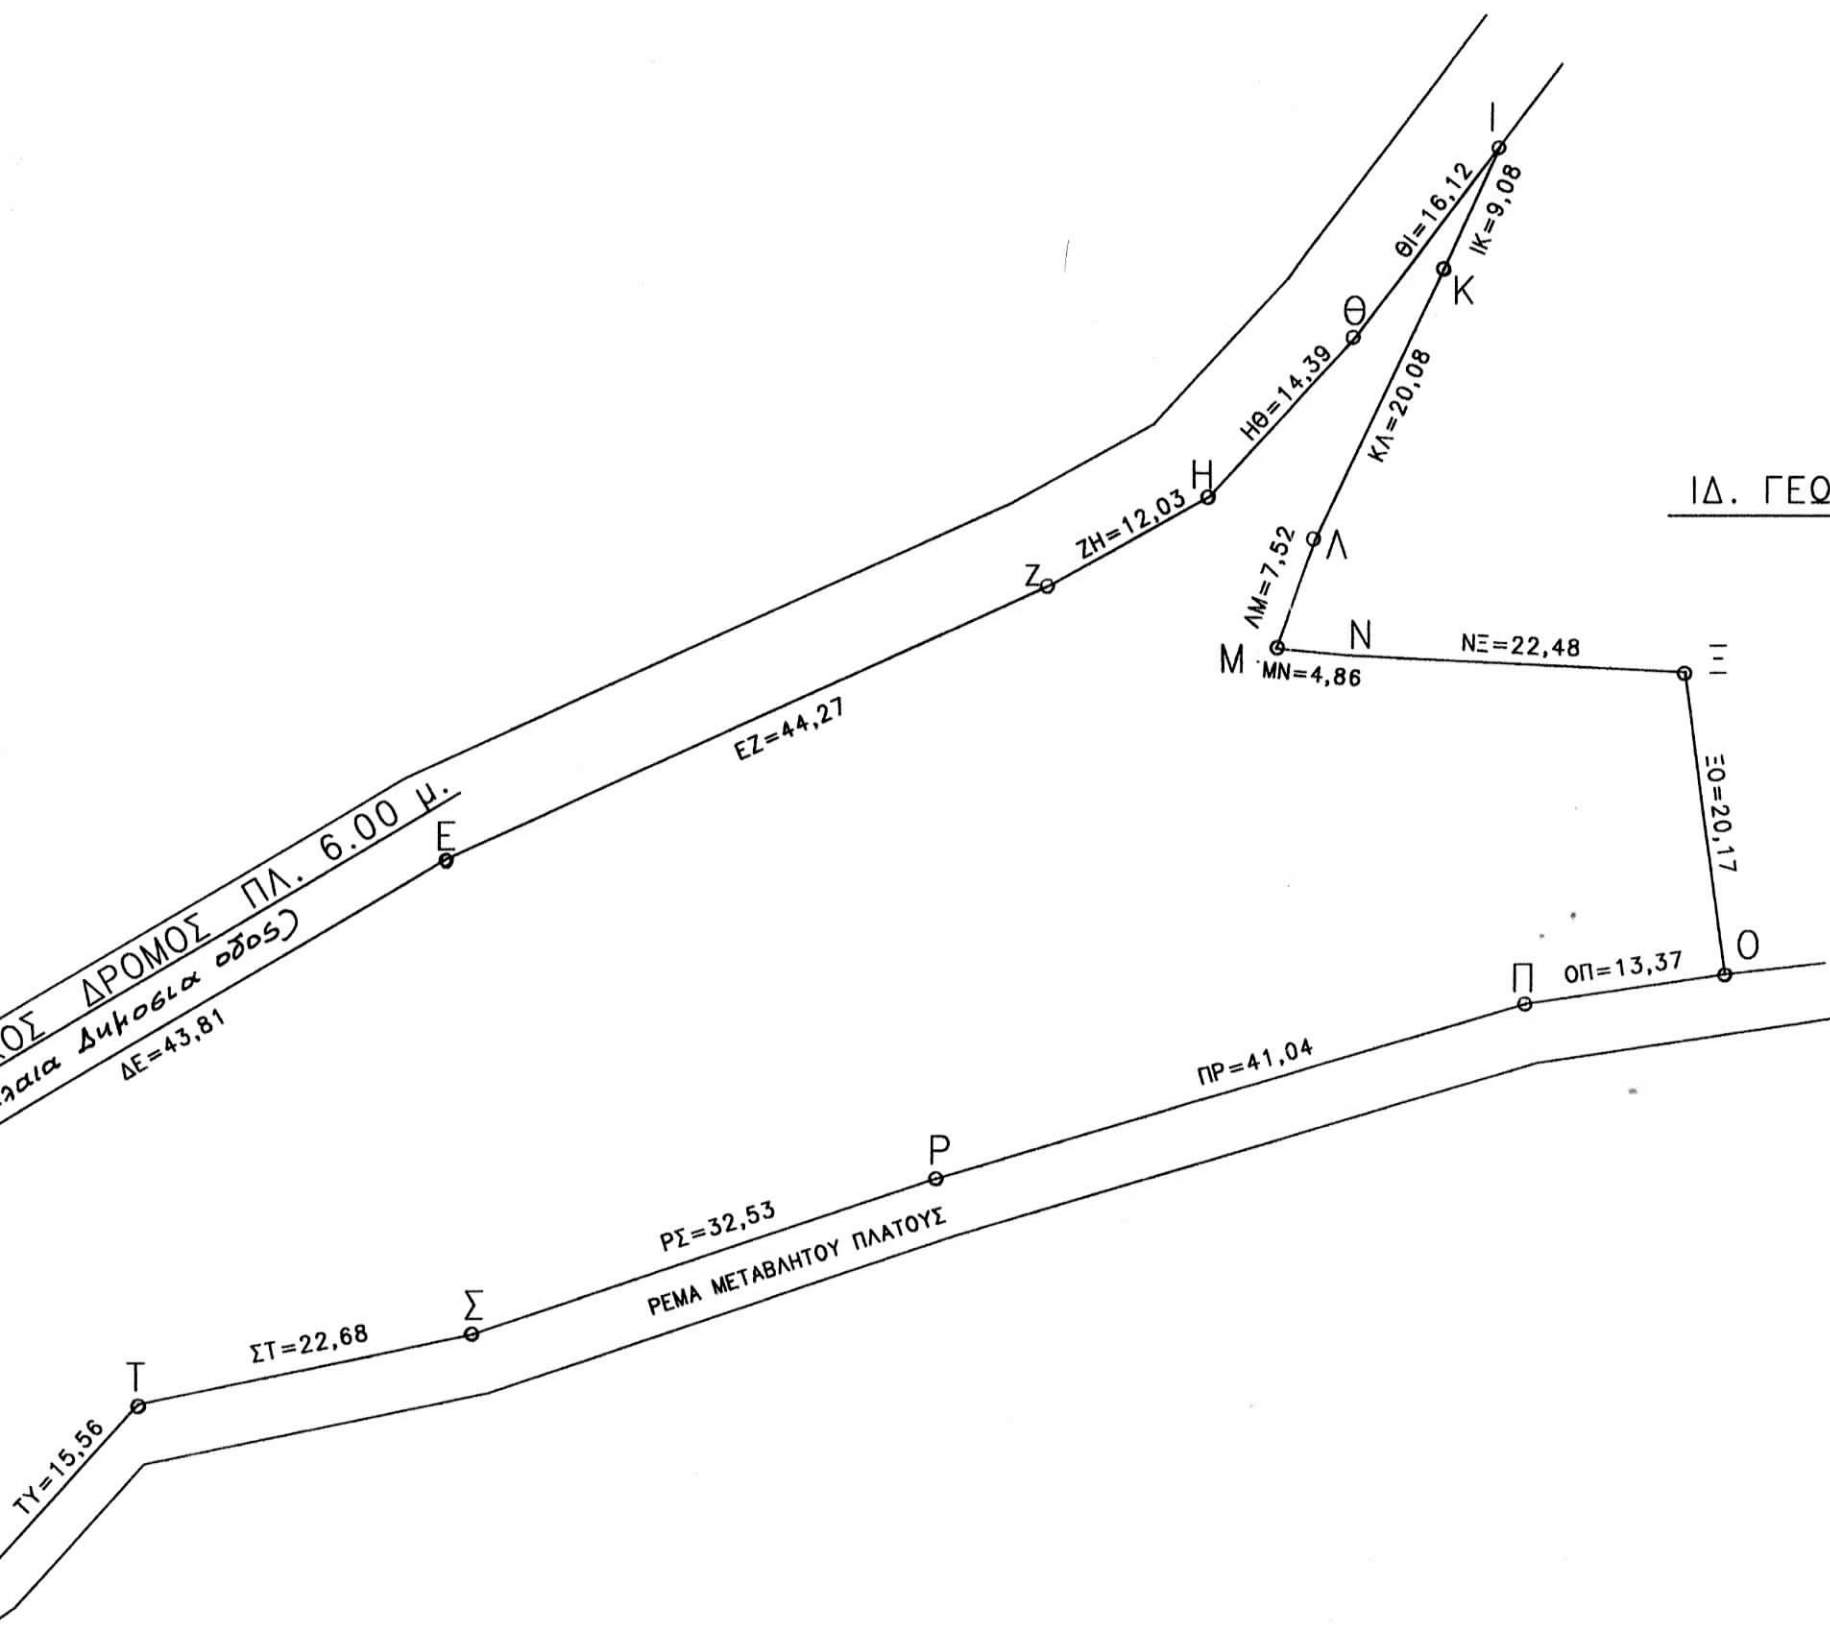 Ι
ΘΙ=16,12
ΙΚ=9,08
Κ
Θ
ΗΘ=14,39
ΚΛ=20,08
Η
ΙΔ. ΓΕΩ
ΖΗ=12,03
Λ
Ζ
ΛΜ=7,52
Μ
Ν
ΜΝ=4,86
ΝΞ=22,48
Ξ
ΕΖ=44,27
ΞΟ=20,17
ΟΣ ΔΡΟΜΟΣ ΠΛ. 6.00 μ.
Ε
λαια Δημοσια οδος)
ΔΕ=43,81
Ο
ΟΠ=13,37
Π
ΠΡ=41,04
Ρ
ΡΣ=32,53
ΡΕΜΑ ΜΕΤΑΒΛΗΤΟΥ ΠΛΑΤΟΥΣ
Σ
ΣΤ=22,68
Τ
ΤΥ=15,56